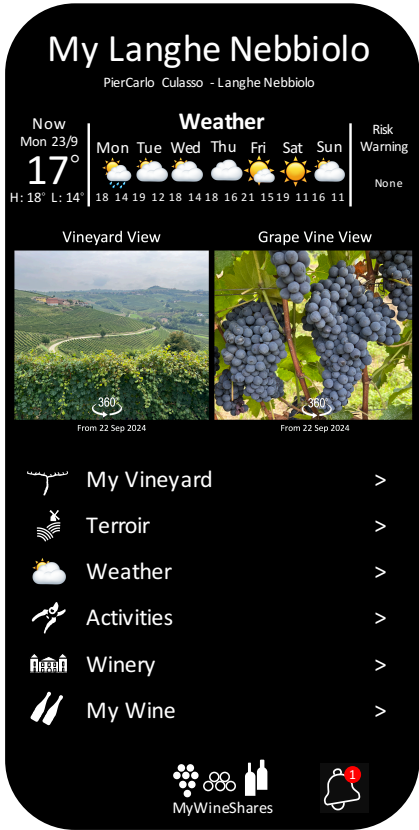 My Langhe Nebbiolo
PierCarlo Culasso - Langhe Nebbiolo
Now
Mon 23/9
17°
H: 18° L: 14°
Weather
Mon Tue Wed Thu Fri Sat Sun
18 14 19 12 18 14 18 16 21 15 19 11 16 11
Risk
Warning
None
Vineyard View
Grape Vine View
360°
360°
From 22 Sep 2024
From 22 Sep 2024
My Vineyard >
Terroir >
Weather >
Activities >
Winery >
My Wine >
1
MyWineShares